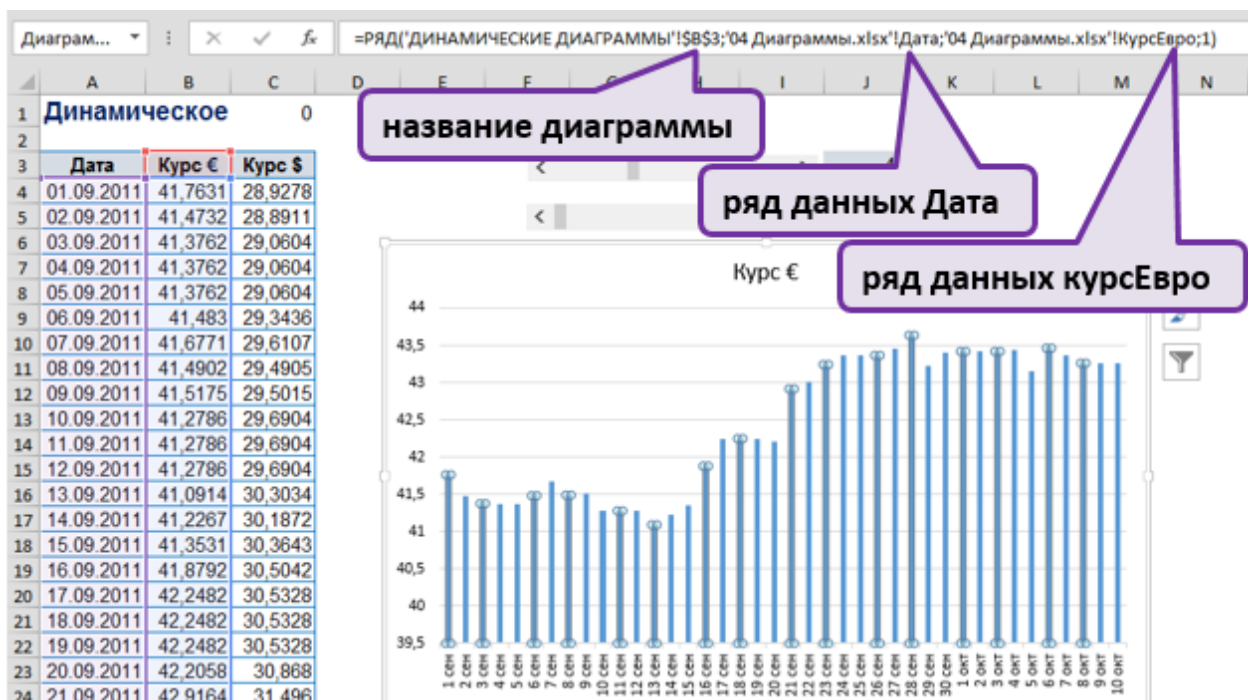 Диаграм... fx =РЯД('ДИНАМИЧЕСКИЕ ДИАГРАММЫ'!$B$3;'04 Диаграммы.xlsx'!Дата;'04 Диаграммы.xlsx'!КурсЕвро;1)
A B C D E F H I J K L M N
1 Динамическое 0
название диаграммы
2
3 Дата Курс € Курс $
4 01.09.2011 41,7631 28,9278
ряд данных Дата
5 02.09.2011 41,4732 28,8911
6 03.09.2011 41,3762 29,0604
7 04.09.2011 41,3762 29,0604
Курс €
ряд данных курсЕвро
8 05.09.2011 41,3762 29,0604
9 06.09.2011 41,483 29,3436
10 07.09.2011 41,6771 29,6107
11 08.09.2011 41,4902 29,4905
12 09.09.2011 41,5175 29,5015
13 10.09.2011 41,2786 29,6904
14 11.09.2011 41,2786 29,6904
15 12.09.2011 41,2786 29,6904
16 13.09.2011 41,0914 30,3034
17 14.09.2011 41,2267 30,1872
18 15.09.2011 41,3531 30,3643
19 16.09.2011 41,8792 30,5042
20 17.09.2011 42,2482 30,5328
21 18.09.2011 42,2482 30,5328
22 19.09.2011 42,2482 30,5328
23 20.09.2011 42,2058 30,868
24 21.09.2011 42,9164 31,496
44
43,5
43
42,5
42
41,5
41
40,5
40
39,5
1 сен
2 сен
3 сен
4 сен
5 сен
6 сен
7 сен
8 сен
9 сен
10 сен
11 сен
12 сен
13 сен
14 сен
15 сен
16 сен
17 сен
18 сен
19 сен
20 сен
21 сен
22 сен
23 сен
24 сен
25 сен
26 сен
27 сен
28 сен
29 сен
30 сен
1 окт
2 окт
3 окт
4 окт
5 окт
6 окт
7 окт
8 окт
9 окт
10 окт